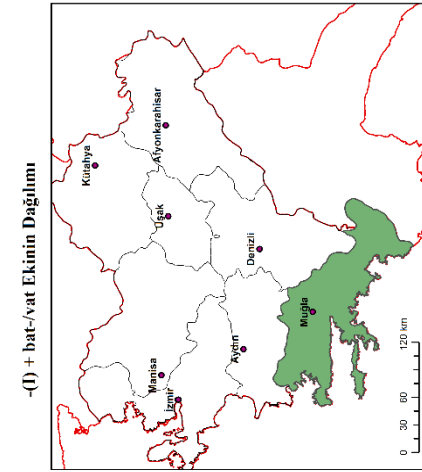 -(I) + bat-/vat Ekinin Dağılımı
Kütahya
Afyonkarahisar
Uşak
Manisa
İzmir
Denizli
Aydın
Muğla
0 30 60 120 km